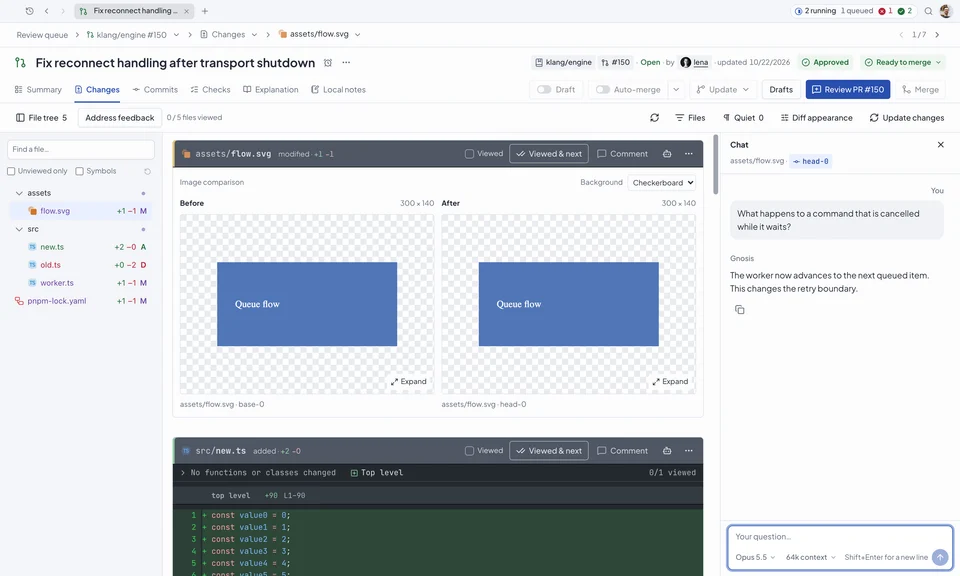 Fix reconnect handling ...
2 running 1 queued 1 2
Review queue klang/engine #150 Changes assets/flow.svg 1 / 7
Fix reconnect handling after transport shutdown
klang/engine #150 · Open · by lena · updated 10/22/2026 Approved Ready to merge
Summary Changes Commits Checks Explanation Local notes
Draft Auto-merge Update Drafts Review PR #150 Merge
File tree 5 Address feedback 0 / 5 files viewed
Files Quiet 0 Diff appearance Update changes
Find a file...
Unviewed only Symbols
assets
flow.svg +1 −1 M
src
new.ts +2 −0 A
old.ts +0 −2 D
worker.ts +1 −1 M
pnpm-lock.yaml +1 −1 M
assets/flow.svg modified · +1 −1 Viewed Viewed & next Comment
Image comparison Background Checkerboard
Before 300 × 140 After 300 × 140
Queue flow Queue flow
Expand Expand
assets/flow.svg · base-0 assets/flow.svg · head-0
src/new.ts added · +2 −0 Viewed Viewed & next Comment
No functions or classes changed Top level 0/1 viewed
top level +90 L1–90
1 + const value0 = 0;
2 + const value1 = 1;
3 + const value2 = 2;
4 + const value3 = 3;
5 + const value4 = 4;
6 + const value5 = 5;
Chat
assets/flow.svg · head-0
You
What happens to a command that is cancelled
while it waits?
Gnosis
The worker now advances to the next queued item.
This changes the retry boundary.
Your question...
Opus 5.5 64k context Shift+Enter for a new line